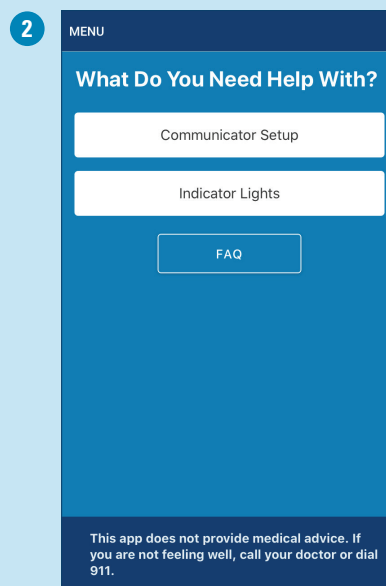 2
MENU
What Do You Need Help With?
Communicator Setup
Indicator Lights
FAQ
This app does not provide medical advice. If
you are not feeling well, call your doctor or dial
911.